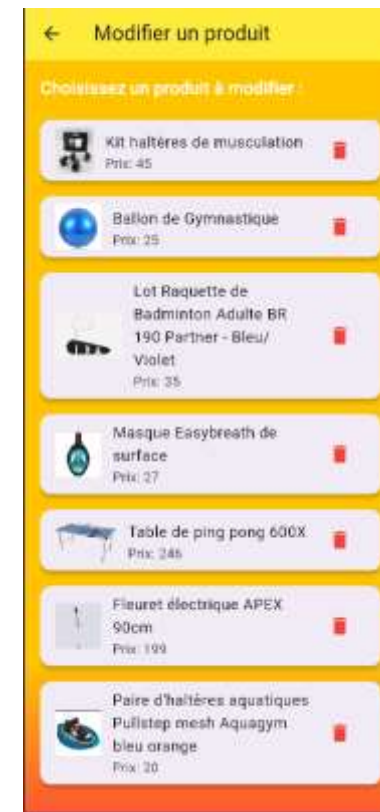 Modifier un produit
Choisissez un produit à modifier :
Kit haltères de musculation
Prix: 45
Ballon de Gymnastique
Prix: 25
Lot Raquette de
Badminton Adulte BR
190 Partner - Bleu/
Violet
Prix: 35
Masque Easybreath de
surface
Prix: 27
Table de ping pong 600X
Prix: 246
Fleuret électrique APEX
90cm
Prix: 199
Paire d'haltères aquatiques
Pullstep mesh Aquagym
bleu orange
Prix: 20